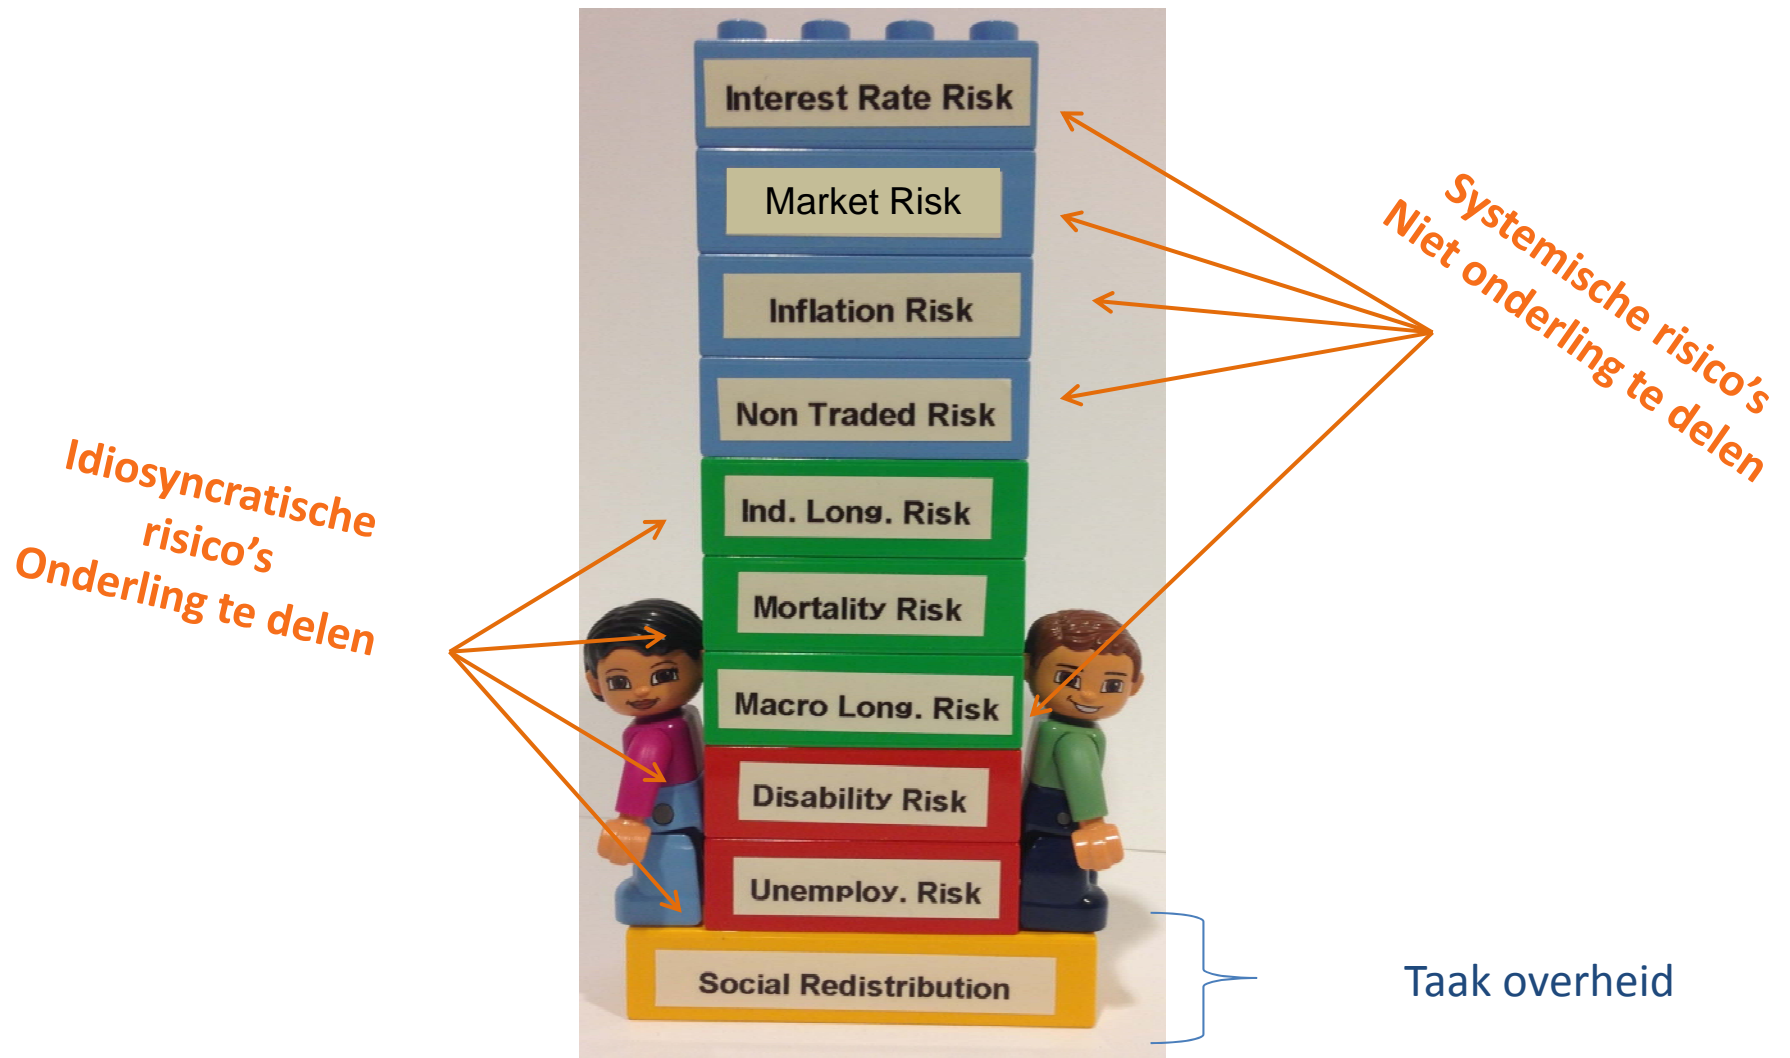 Interest Rate Risk
Market Risk
Inflation Risk
Non Traded Risk
Ind. Long. Risk
Mortality Risk
Macro Long. Risk
Disability Risk
Unemploy. Risk
Social Redistribution
Idiosyncratische
risico’s
Onderling te delen
Systemische risico’s
Niet onderling te delen
Taak overheid